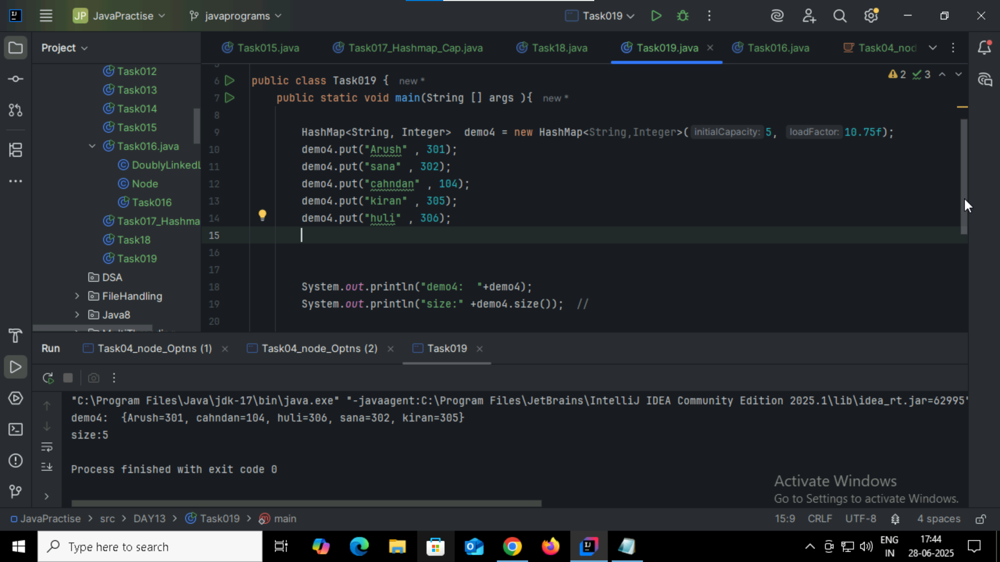 JP JavaPractise javaprograms Task019
Project Task015.java Task017_Hashmap_Cap.java Task18.java Task019.java Task016.java Task04_nod
Task012
Task013
Task014
Task015
Task016.java
DoublyLinkedL
Node
Task016
Task017_Hashma
Task18
Task019
DSA
FileHandling
Java8
2 3
6 public class Task019 { new *
7 public static void main(String [] args ){ new *
8
9 HashMap<String, Integer> demo4 = new HashMap<String,Integer>( initialCapacity: 5, loadFactor: 10.75f);
10 demo4.put("Arush" , 301);
11 demo4.put("sana" , 302);
12 demo4.put("cahndan" , 104);
13 demo4.put("kiran" , 305);
14 demo4.put("huli" , 306);
15
16
17
18 System.out.println("demo4:  "+demo4);
19 System.out.println("size:" +demo4.size()); //
20
Run Task04_node_Optns (1) Task04_node_Optns (2) Task019
"C:\Program Files\Java\jdk-17\bin\java.exe" "-javaagent:C:\Program Files\JetBrains\IntelliJ IDEA Community Edition 2025.1\lib\idea_rt.jar=62995"
demo4:  {Arush=301, cahndan=104, huli=306, sana=302, kiran=305}
size:5
Process finished with exit code 0
Activate Windows
Go to Settings to activate Windows.
JavaPractise > src > DAY13 > Task019 > main 15:9 CRLF UTF-8 4 spaces
Type here to search
ENG
IN
17:44
28-06-2025